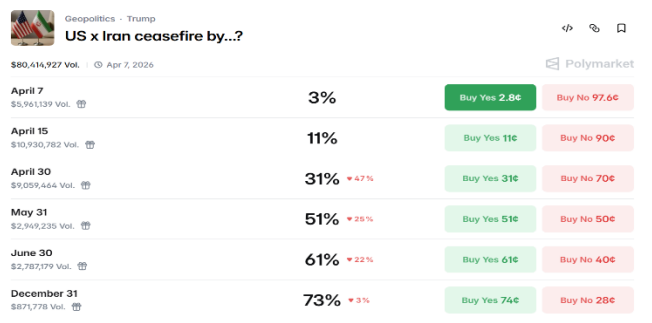 Geopolitics · Trump
US x Iran ceasefire by...?
$80,414,927 Vol. Apr 7, 2026
Polymarket
April 7
$5,961,139 Vol.
3%
Buy Yes 2.8¢
Buy No 97.6¢
April 15
$10,930,782 Vol.
11%
Buy Yes 11¢
Buy No 90¢
April 30
$9,059,464 Vol.
31%
▼47%
Buy Yes 31¢
Buy No 70¢
May 31
$2,949,235 Vol.
51%
▼25%
Buy Yes 51¢
Buy No 50¢
June 30
$2,787,179 Vol.
61%
▼22%
Buy Yes 61¢
Buy No 40¢
December 31
$871,778 Vol.
73%
▼3%
Buy Yes 74¢
Buy No 28¢